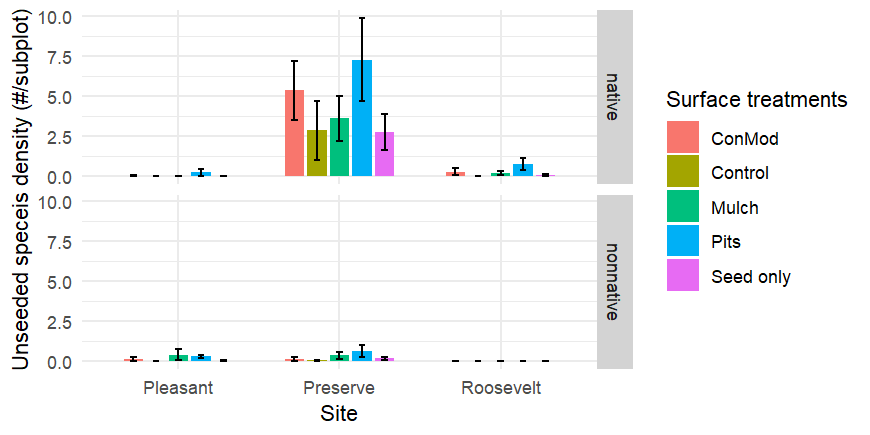 Unseeded speceis density (#/subplot)
10.0
7.5
5.0
2.5
0.0
native
10.0
7.5
5.0
2.5
0.0
nonnative
Pleasant Preserve Roosevelt
Site
Surface treatments
ConMod
Control
Mulch
Pits
Seed only